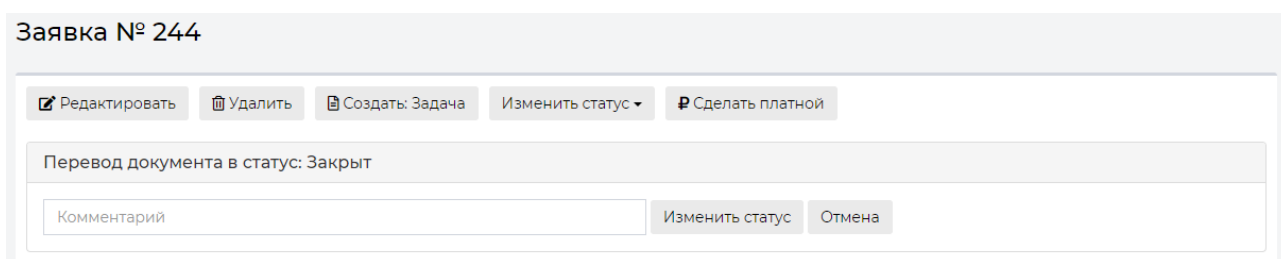 Заявка № 244
Редактировать Удалить Создать: Задача Изменить статус ₽ Сделать платной
Перевод документа в статус: Закрыт
Комментарий Изменить статус Отмена